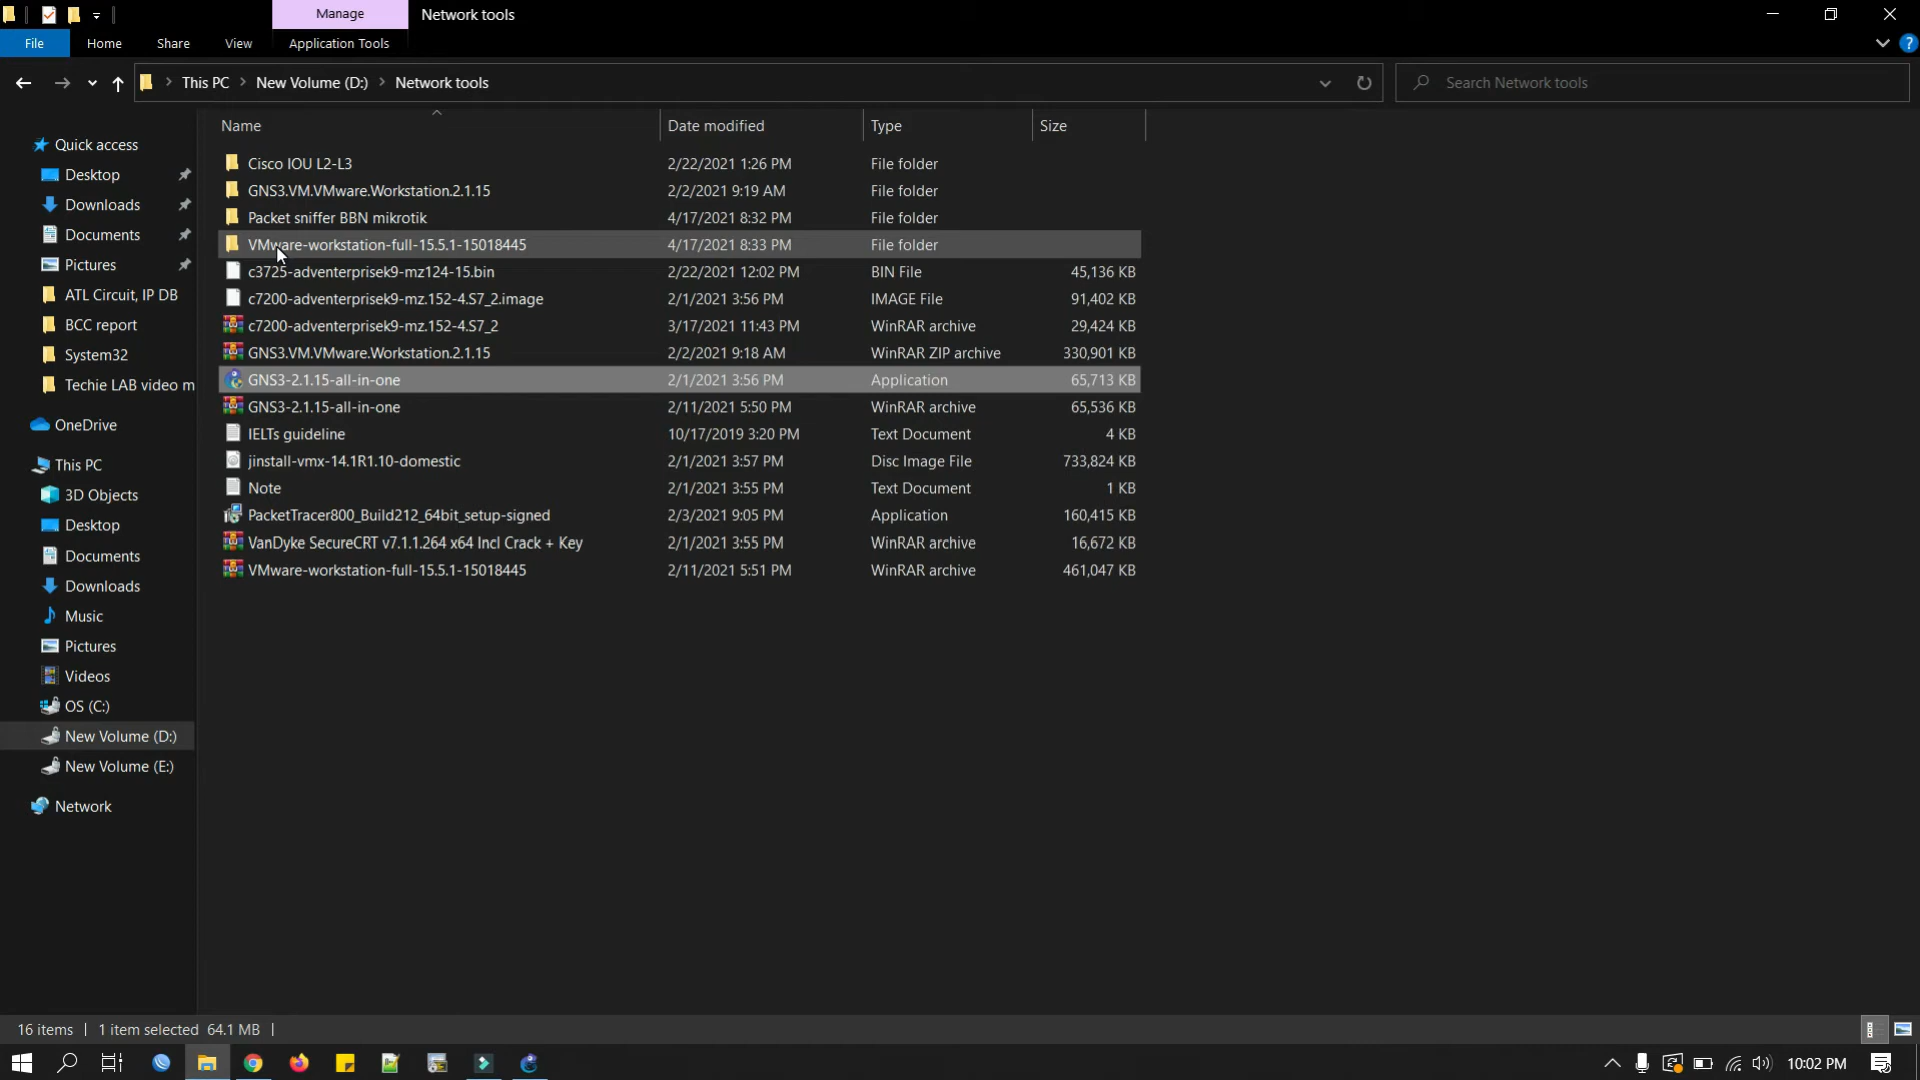 Manage
Network tools
File
Home
Share
View
Application Tools
?
This PC
New Volume (D:)
Network tools
Search Network tools
Name
Date modified
Type
Size
Quick access
Desktop
Downloads
Documents
Pictures
ATL Circuit, IP DB
BCC report
System32
Techie LAB video m
OneDrive
This PC
3D Objects
Desktop
Documents
Downloads
Music
Pictures
Videos
OS (C:)
New Volume (D:)
New Volume (E:)
Network
Cisco IOU L2-L3 2/22/2021 1:26 PM File folder
GNS3.VM.VMware.Workstation.2.1.15 2/2/2021 9:19 AM File folder
Packet sniffer BBN mikrotik 4/17/2021 8:32 PM File folder
VMware-workstation-full-15.5.1-15018445 4/17/2021 8:33 PM File folder
c3725-adventerprisek9-mz124-15.bin 2/22/2021 12:02 PM BIN File 45,136 KB
c7200-adventerprisek9-mz.152-4.S7_2.image 2/1/2021 3:56 PM IMAGE File 91,402 KB
c7200-adventerprisek9-mz.152-4.S7_2 3/17/2021 11:43 PM WinRAR archive 29,424 KB
GNS3.VM.VMware.Workstation.2.1.15 2/2/2021 9:18 AM WinRAR ZIP archive 330,901 KB
GNS3-2.1.15-all-in-one 2/1/2021 3:56 PM Application 65,713 KB
GNS3-2.1.15-all-in-one 2/11/2021 5:50 PM WinRAR archive 65,536 KB
IELTs guideline 10/17/2019 3:20 PM Text Document 4 KB
jinstall-vmx-14.1R1.10-domestic 2/1/2021 3:57 PM Disc Image File 733,824 KB
Note 2/1/2021 3:55 PM Text Document 1 KB
PacketTracer800_Build212_64bit_setup-signed 2/3/2021 9:05 PM Application 160,415 KB
VanDyke SecureCRT v7.1.1.264 x64 Incl Crack + Key 2/1/2021 3:55 PM WinRAR archive 16,672 KB
VMware-workstation-full-15.5.1-15018445 2/11/2021 5:51 PM WinRAR archive 461,047 KB
16 items
1 item selected 64.1 MB
10:02 PM